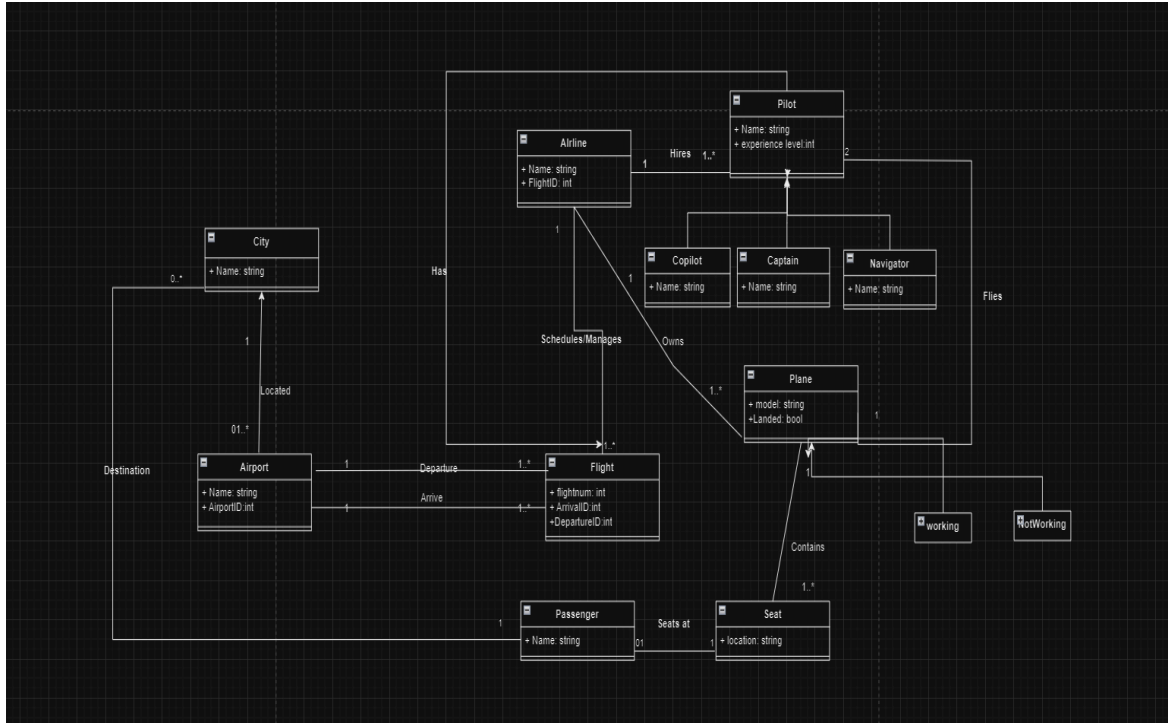 Pilot
+ Name: string
+ experience level:int
2
AIrline
+ Name: string
+ FlightID: int
1
Hires
1..*
City
+ Name: string
0..*
1
1
Has
Copilot
+ Name: string
Captain
+ Name: string
Navigator
+ Name: string
Flies
Schedules/Manages
Owns
1
Located
01..*
Plane
+ model: string
+Landed: bool
1..*
1
1
Destination
Airport
+ Name: string
+ AirportID:int
1
Departure
1..*
1
Arrive
1..*
1..*
Flight
+ flightnum: int
+ ArrivalID:int
+DepartureID:int
working
NotWorking
Contains
1..*
1
Passenger
+ Name: string
01
Seats at
1
Seat
+ location: string